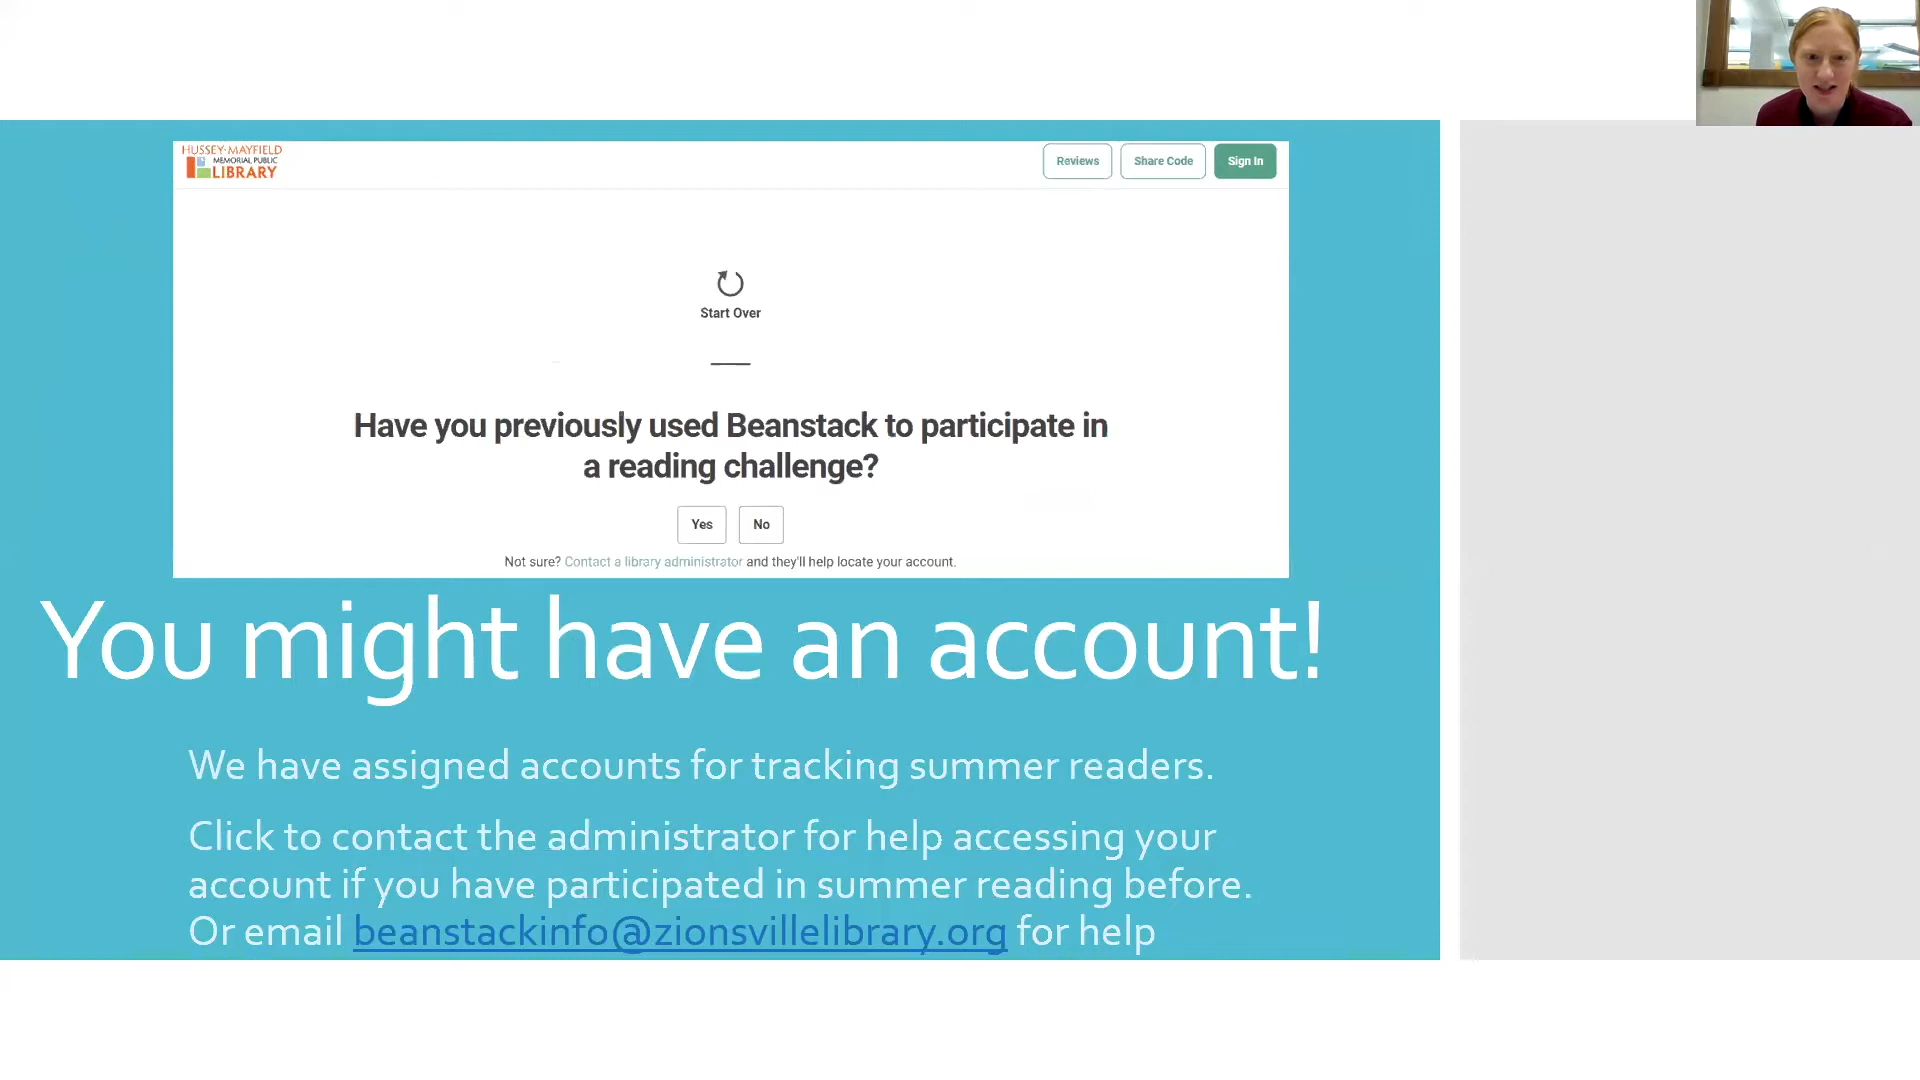 HUSSEY·MAYFIELD
MEMORIAL PUBLIC
LIBRARY
Reviews Share Code Sign In
Start Over
Have you previously used Beanstack to participate in
a reading challenge?
Yes No
Not sure? Contact a library administrator and they'll help locate your account.
You might have an account!
We have assigned accounts for tracking summer readers.
Click to contact the administrator for help accessing your
account if you have participated in summer reading before.
Or email beanstackinfo@zionsvillelibrary.org for help